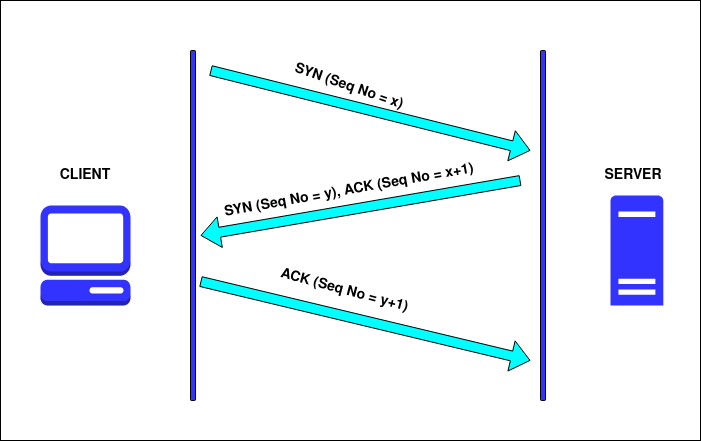 SYN (Seq No = x)
CLIENT
SERVER
SYN (Seq No = y), ACK (Seq No = x+1)
ACK (Seq No = y+1)